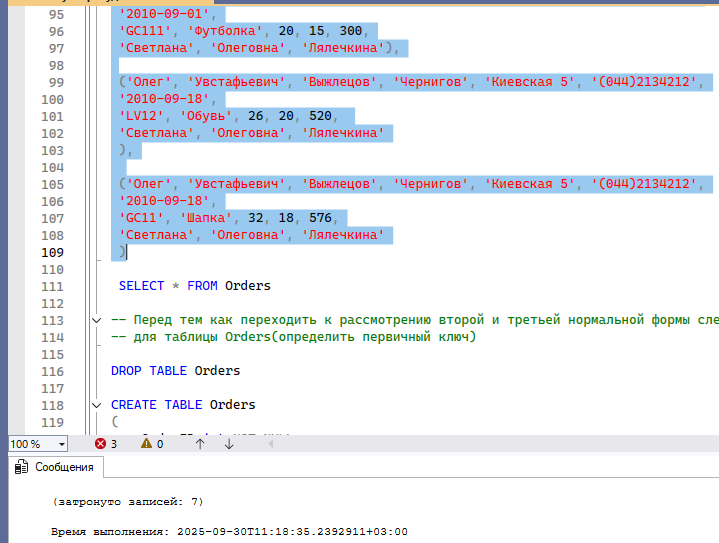 95 '2010-09-01',
96 'GC111', 'Футболка', 20, 15, 300,
97 'Светлана', 'Олеговна', 'Лялечкина'),
98
99 ('Олег', 'Увстафьевич', 'Выжлецов', 'Чернигов', 'Киевская 5', '(044)2134212',
100 '2010-09-18',
101 'LV12', 'Обувь', 26, 20, 520,
102 'Светлана', 'Олеговна', 'Лялечкина'
103 ),
104
105 ('Олег', 'Увстафьевич', 'Выжлецов', 'Чернигов', 'Киевская 5', '(044)2134212',
106 '2010-09-18',
107 'GC11', 'Шапка', 32, 18, 576,
108 'Светлана', 'Олеговна', 'Лялечкина'
109 )
110
111 SELECT * FROM Orders
112
113 -- Перед тем как переходить к рассмотрению второй и третьей нормальной формы сле
114 -- для таблицы Orders(определить первичный ключ)
115
116 DROP TABLE Orders
117
118 CREATE TABLE Orders
119 (
100 % 3 0
Сообщения
(затронуто записей: 7)
Время выполнения: 2025-09-30T11:18:35.2392911+03:00